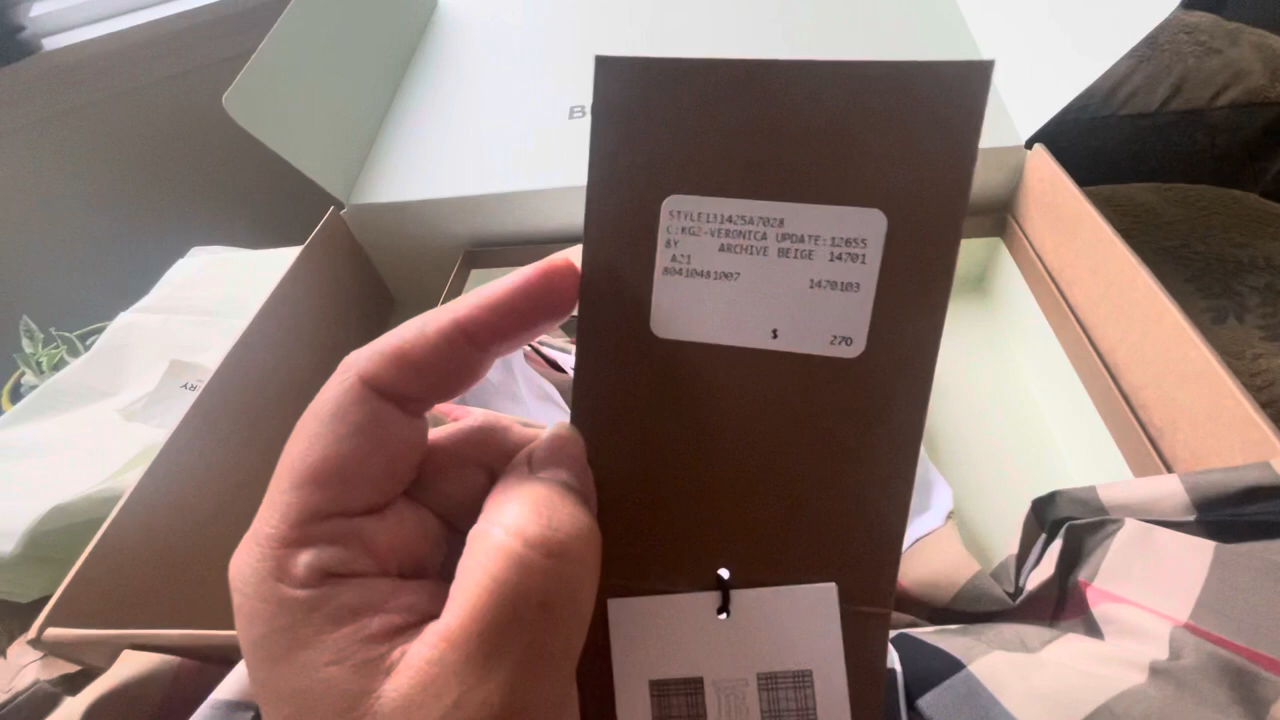 STYLE131425A7028
C:KG2-VERONICA UPDATE:12655
8Y ARCHIVE BEIGE 14701
A21
80410481007 1470103
$ 270